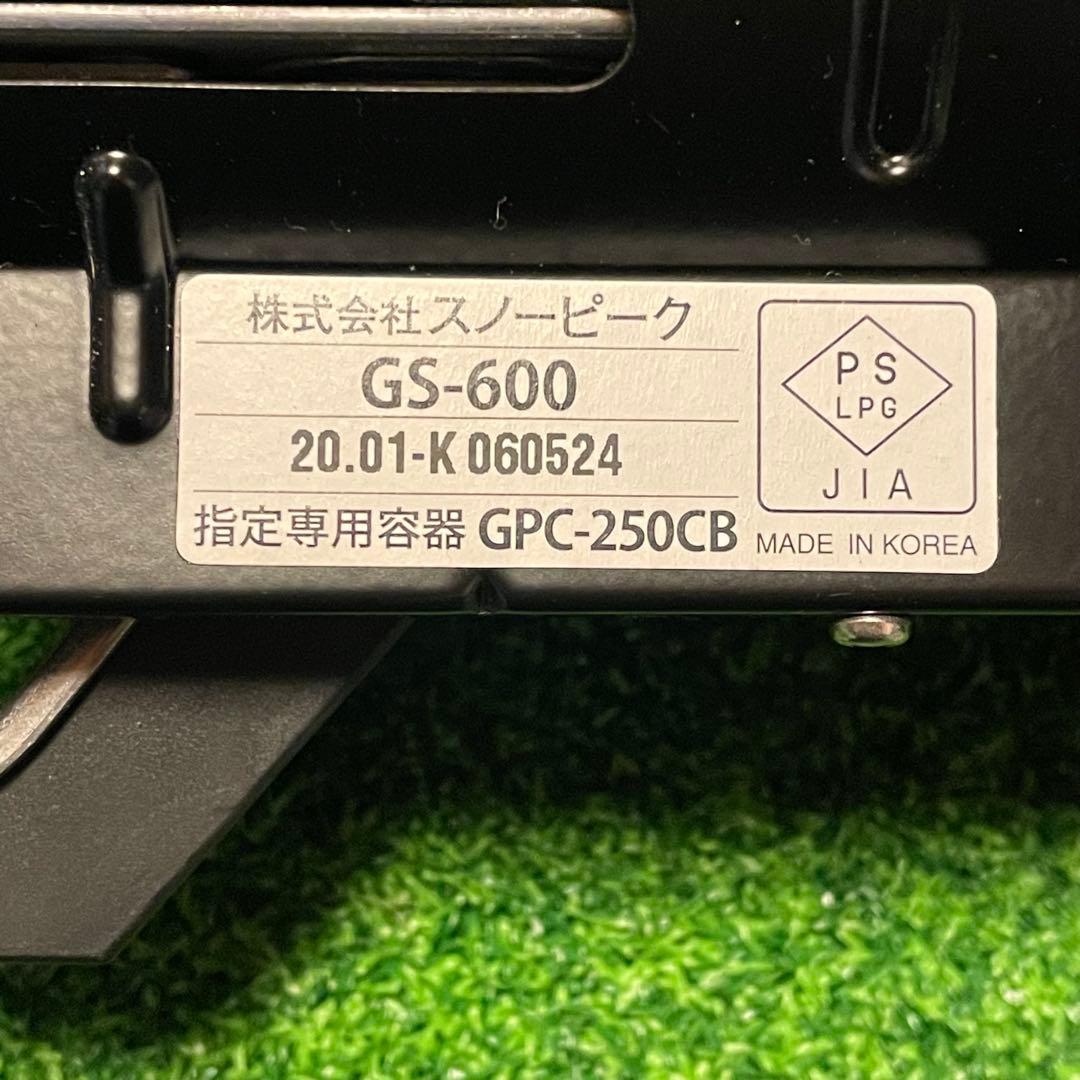 株式会社スノーピーク
GS-600
20.01-K 060524
指定専用容器 GPC-250CB
PS
LPG
JIA
MADE IN KOREA